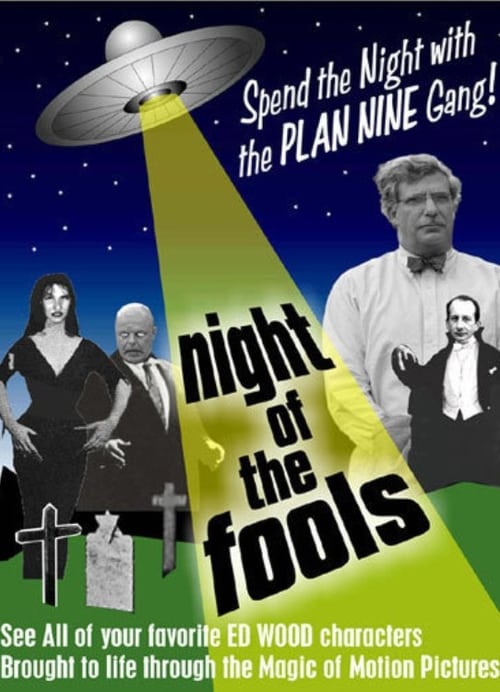 Spend the Night with
the PLAN NINE Gang!
night
of
the
fools
See All of your favorite ED WOOD characters
Brought to life through the Magic of Motion Pictures